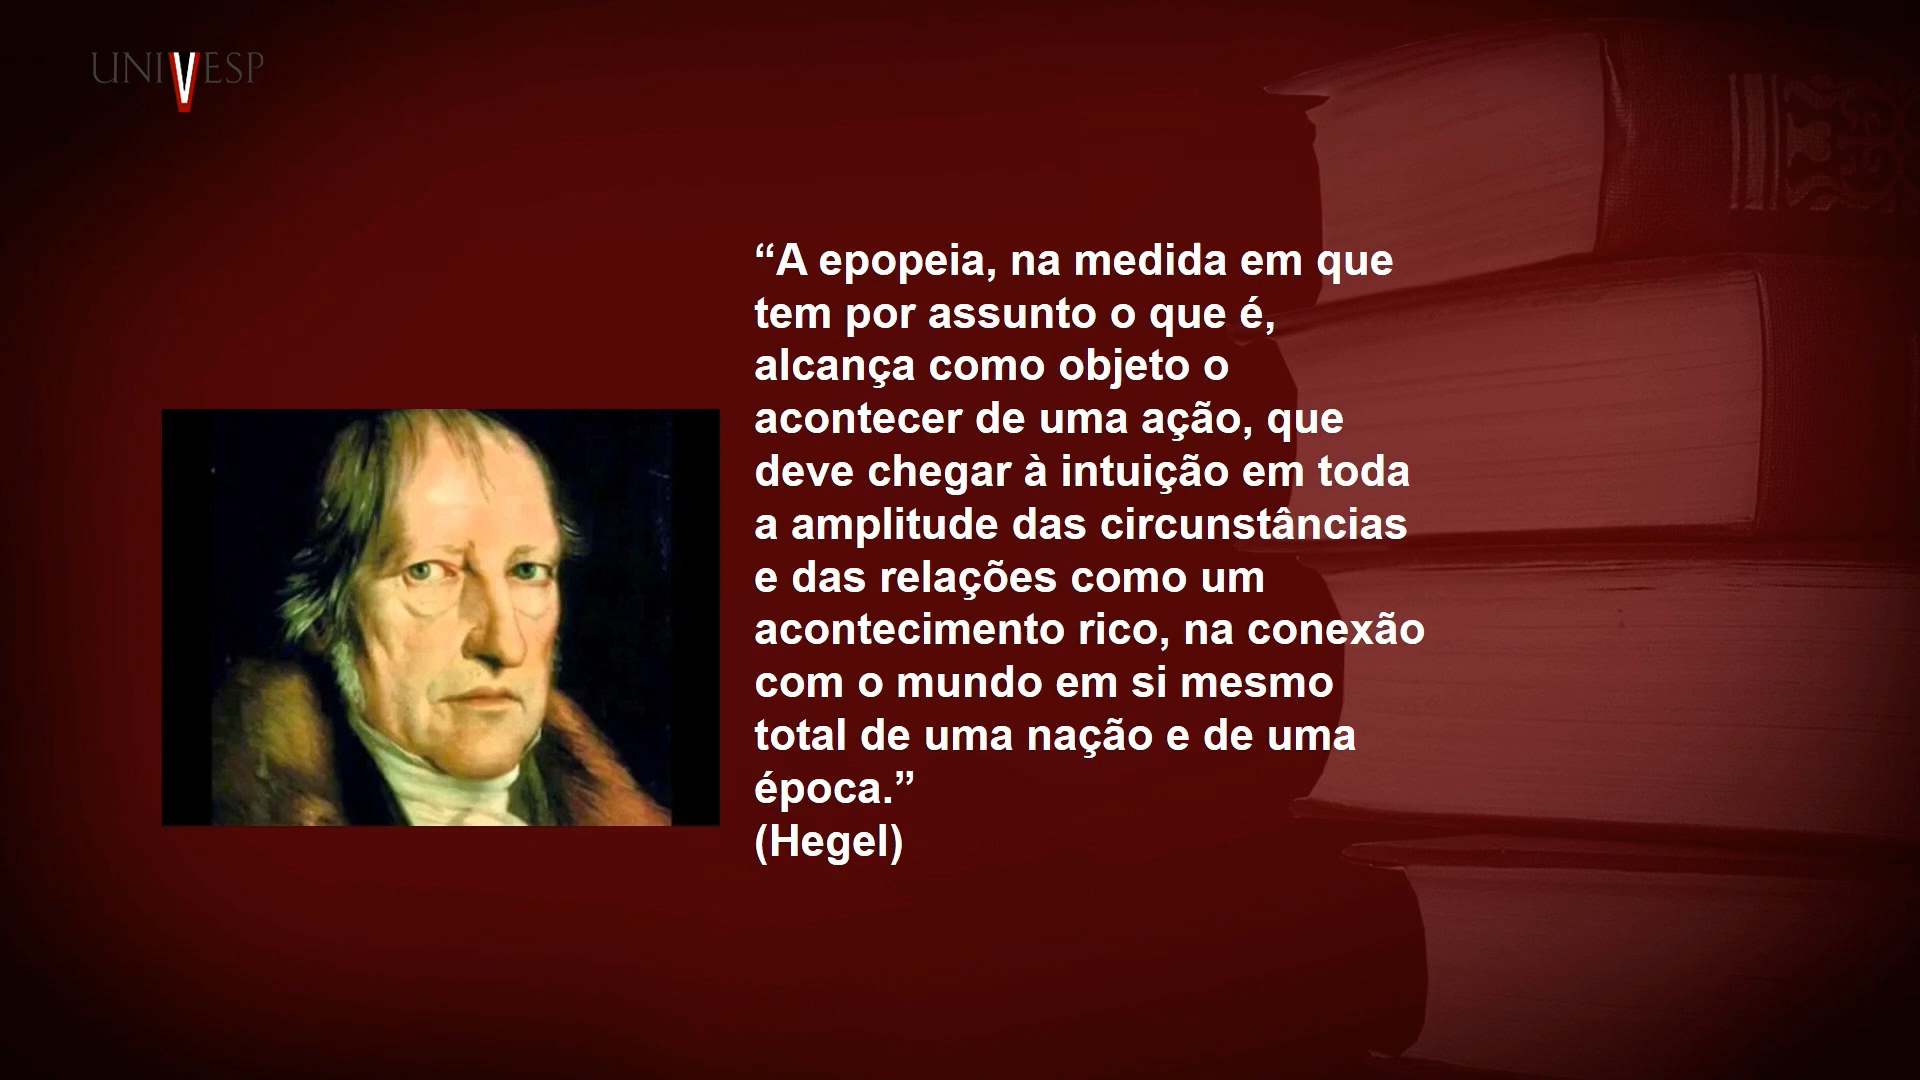 UNIVESP
“A epopeia, na medida em que
tem por assunto o que é,
alcança como objeto o
acontecer de uma ação, que
deve chegar à intuição em toda
a amplitude das circunstâncias
e das relações como um
acontecimento rico, na conexão
com o mundo em si mesmo
total de uma nação e de uma
época.”
(Hegel)